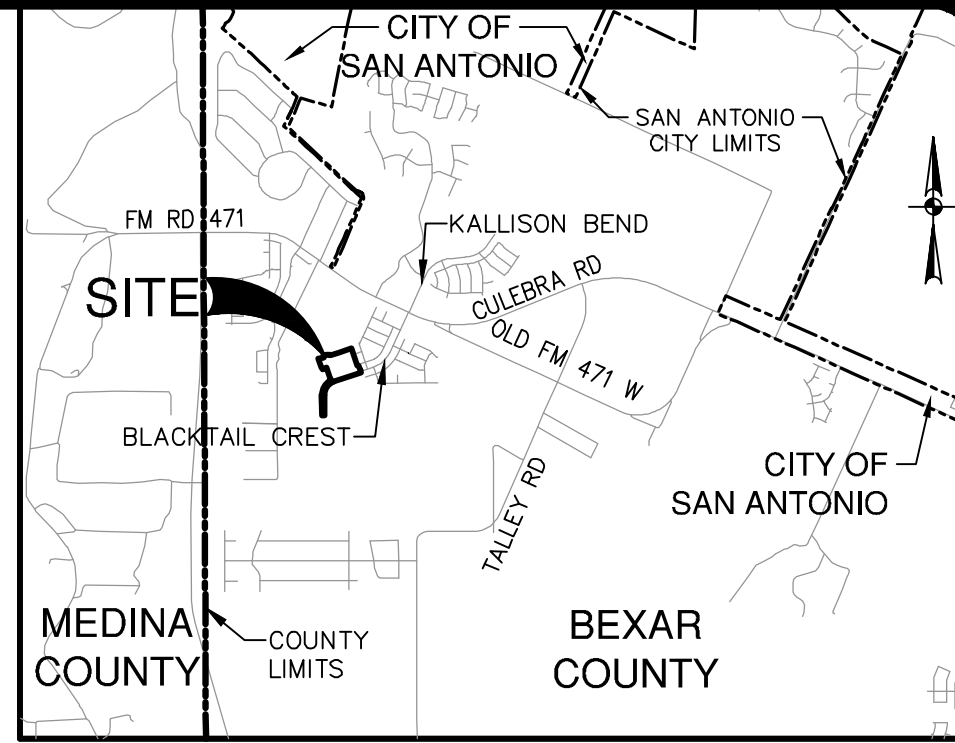 CITY OF
SAN ANTONIO
SAN ANTONIO
CITY LIMITS
FM RD 471
KALLISON BEND
SITE
CULEBRA RD
OLD FM 471 W
BLACKTAIL CREST
TALLEY RD
CITY OF
SAN ANTONIO
MEDINA
COUNTY
COUNTY
LIMITS
BEXAR
COUNTY